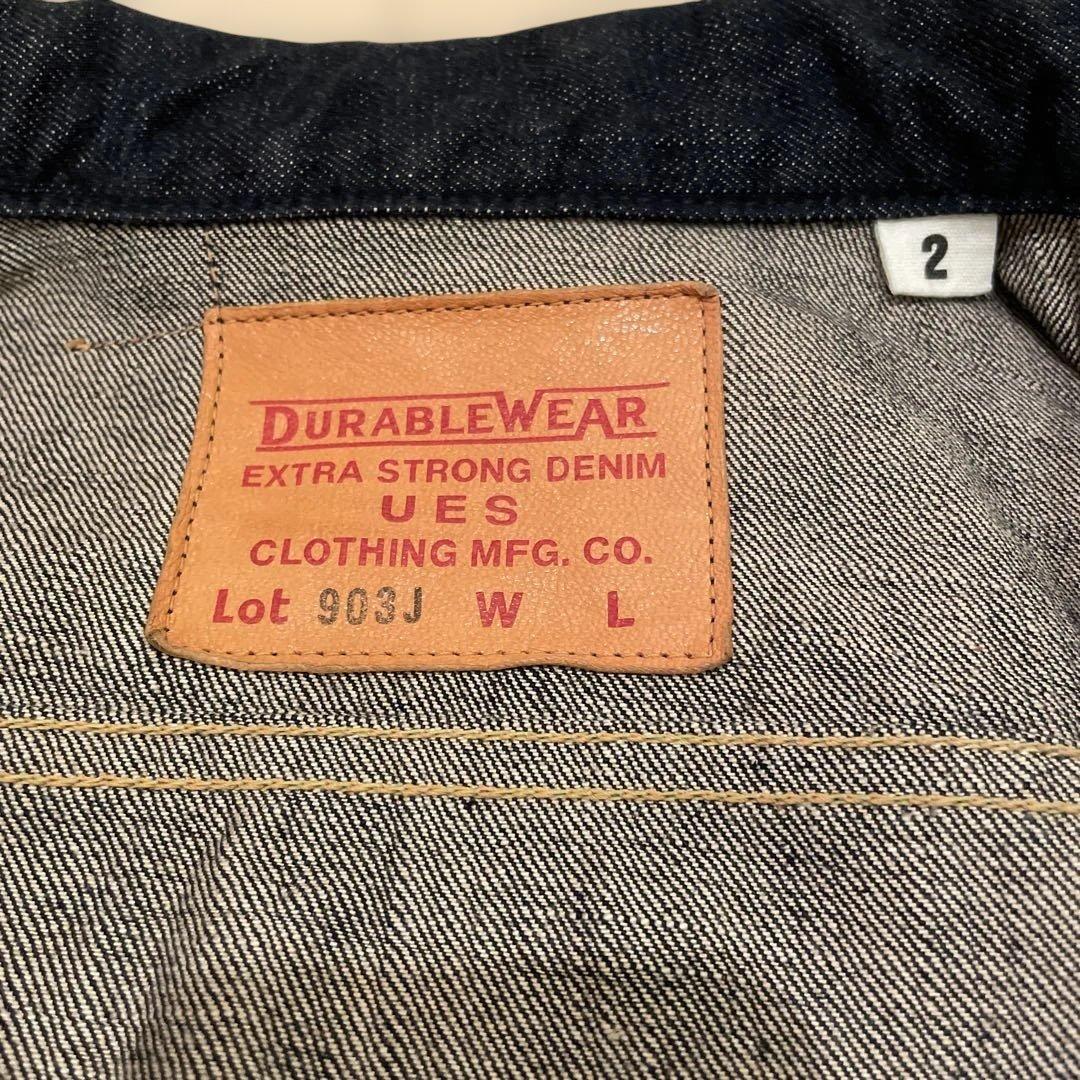 2
DURABLEWEAR
EXTRA STRONG DENIM
UES
CLOTHING MFG. CO.
Lot 903J W L